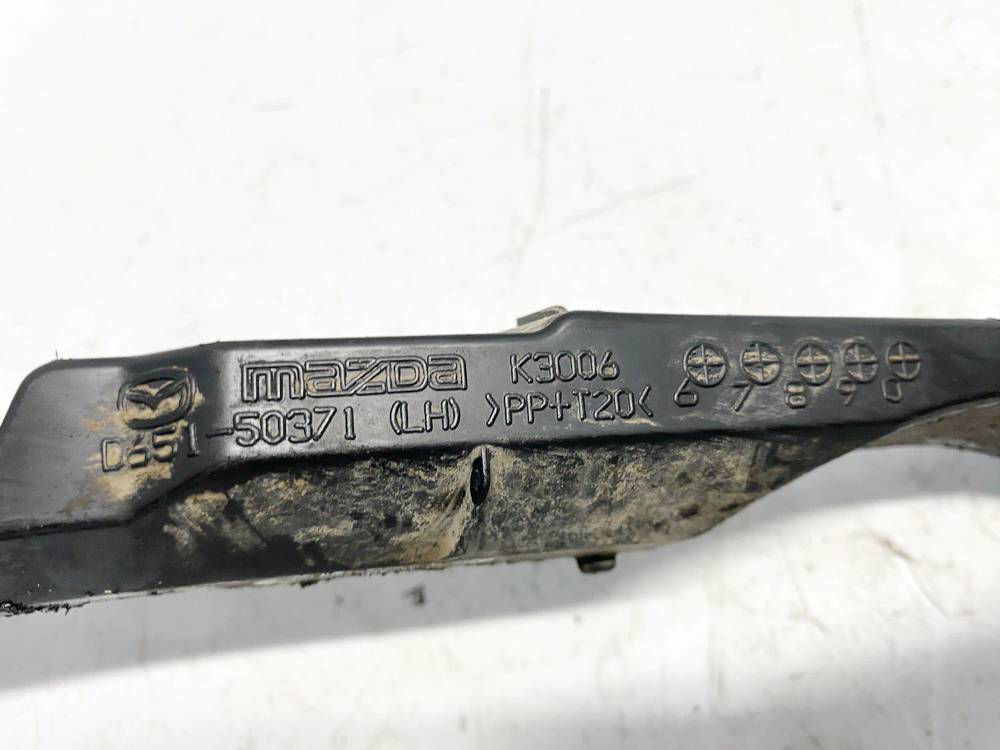 mazda K3006
D651-50371 (LH) >PP+T20< 6 7 8 9 0